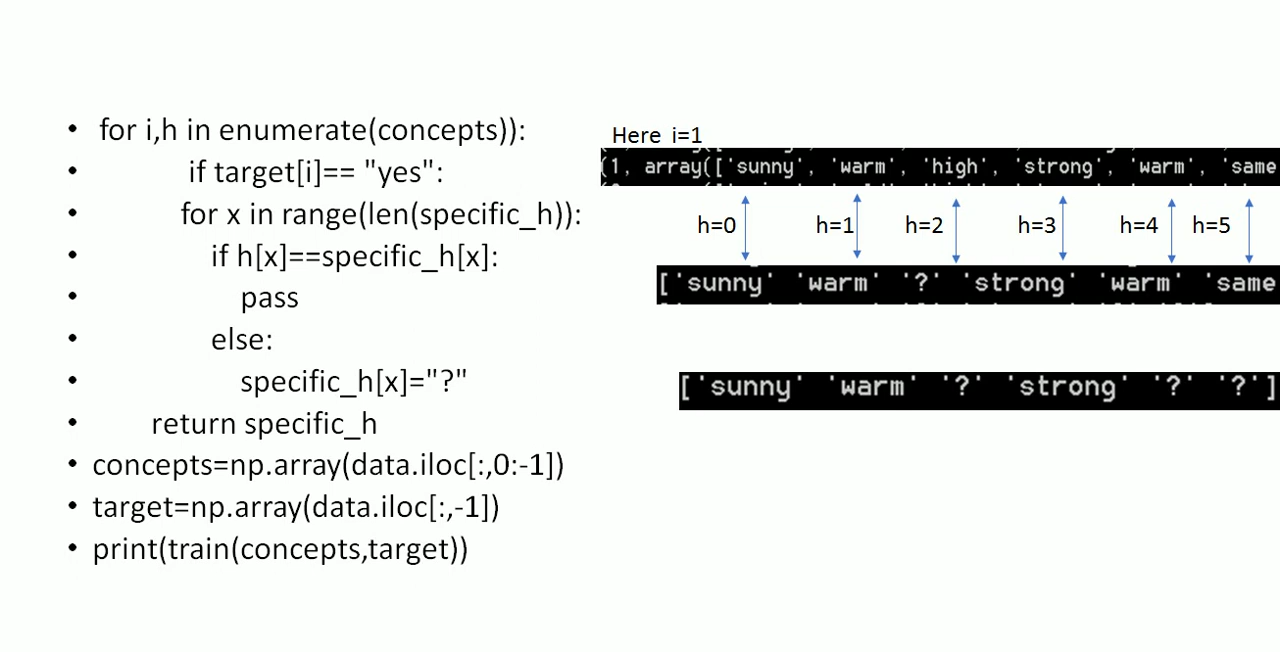 • for i,h in enumerate(concepts)):
• if target[i]== "yes":
• for x in range(len(specific_h)):
• if h[x]==specific_h[x]:
• pass
• else:
• specific_h[x]="?"
• return specific_h
• concepts=np.array(data.iloc[:,0:-1])
• target=np.array(data.iloc[:,-1])
• print(train(concepts,target))
Here i=1
(1, array(['sunny', 'warm', 'high', 'strong', 'warm', 'same
h=0 h=1 h=2 h=3 h=4 h=5
['sunny' 'warm' '?' 'strong' 'warm' 'same
['sunny' 'warm' '?' 'strong' '?' '?']